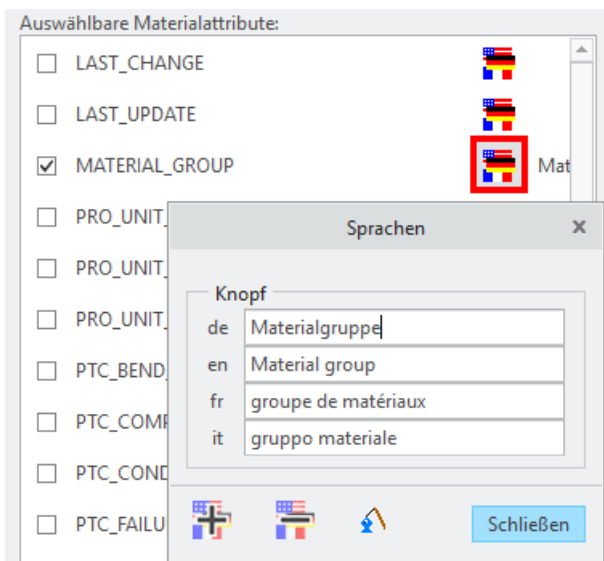 Auswählbare Materialattribute:
LAST_CHANGE
LAST_UPDATE
MATERIAL_GROUP Mat
PRO_UNIT_
PRO_UNIT_
PRO_UNIT_
PTC_BEND_
PTC_COMP
PTC_COND
PTC_FAILU
Sprachen
Knopf
de Materialgruppe
en Material group
fr groupe de matériaux
it gruppo materiale
Schließen